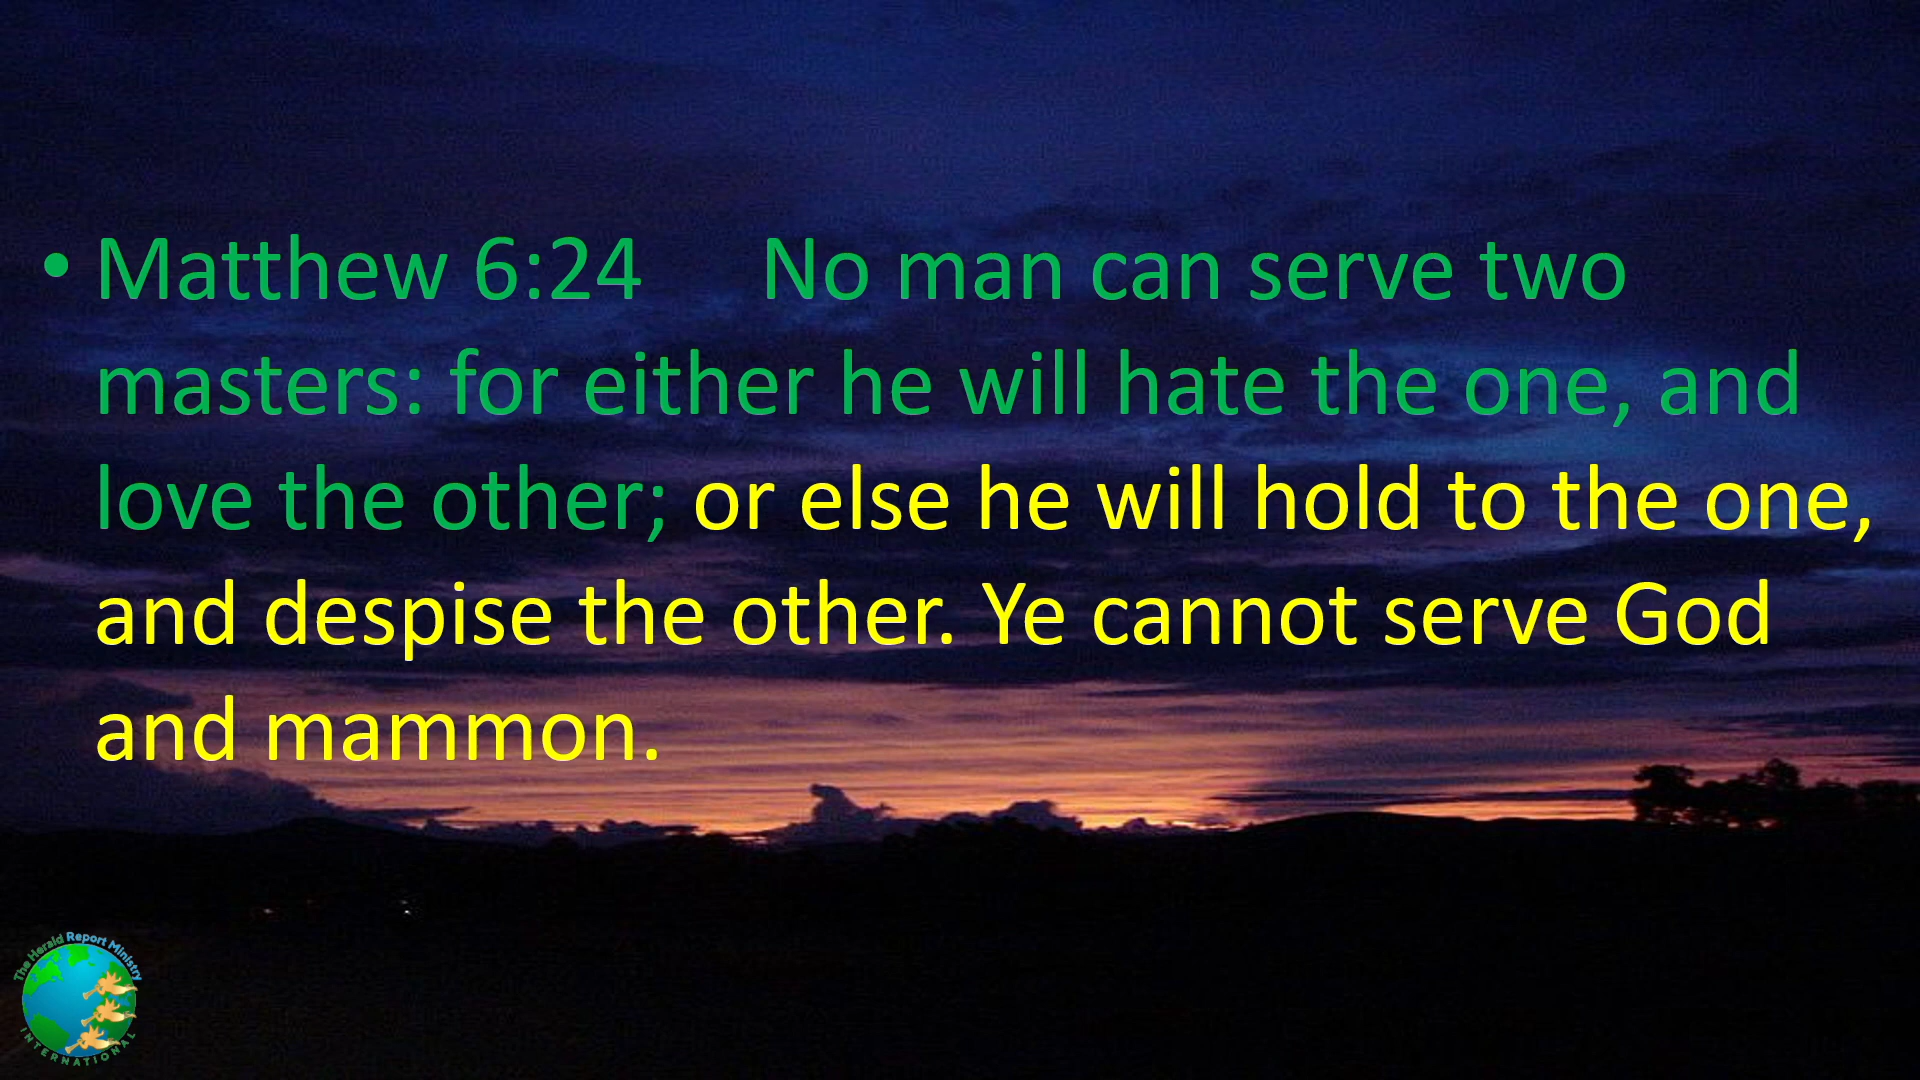 • Matthew 6:24 No man can serve two
masters: for either he will hate the one, and
love the other; or else he will hold to the one,
and despise the other. Ye cannot serve God
and mammon.
The Herald Report Ministry
INTERNATIONAL